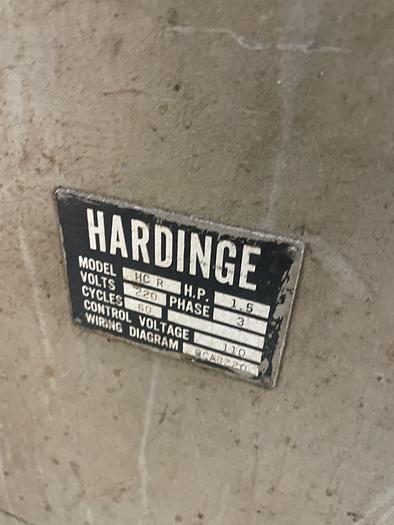 HARDINGE
MODEL HC R H.P. 1.5
VOLTS 220 PHASE 3
CYCLES 60
CONTROL VOLTAGE 110
WIRING DIAGRAM